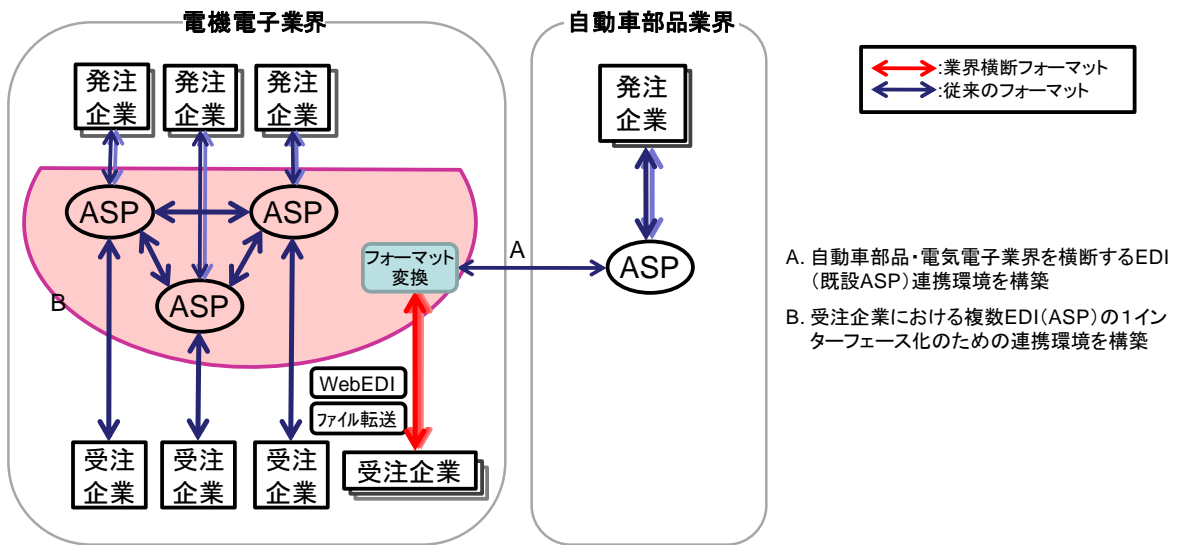 電機電子業界
自動車部品業界
発注
企業
発注
企業
発注
企業
発注
企業
:業界横断フォーマット
:従来のフォーマット
ASP
ASP
ASP
フォーマット
変換
A
ASP
B
WebEDI
ファイル転送
受注
企業
受注
企業
受注
企業
受注企業
A. 自動車部品・電気電子業界を横断するEDI
（既設ASP）連携環境を構築
B. 受注企業における複数EDI（ASP）の１イン
ターフェース化のための連携環境を構築